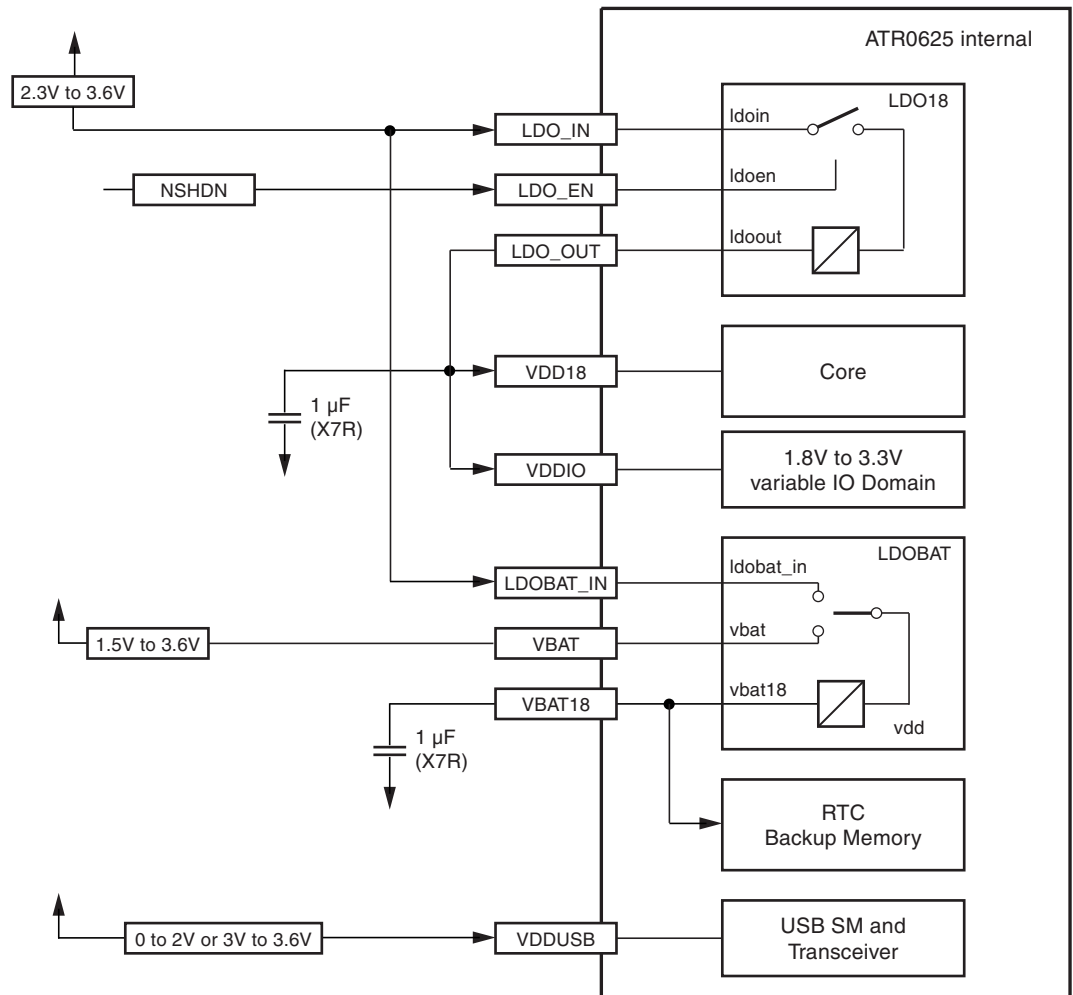 ATR0625 internal
2.3V to 3.6V
LDO18
LDO_IN
ldoin
NSHDN
LDO_EN
ldoen
LDO_OUT
ldoout
VDD18
Core
1 µF
(X7R)
VDDIO
1.8V to 3.3V
variable IO Domain
LDOBAT
LDOBAT_IN
ldobat_in
1.5V to 3.6V
VBAT
vbat
VBAT18
vbat18
vdd
1 µF
(X7R)
RTC
Backup Memory
0 to 2V or 3V to 3.6V
VDDUSB
USB SM and
Transceiver